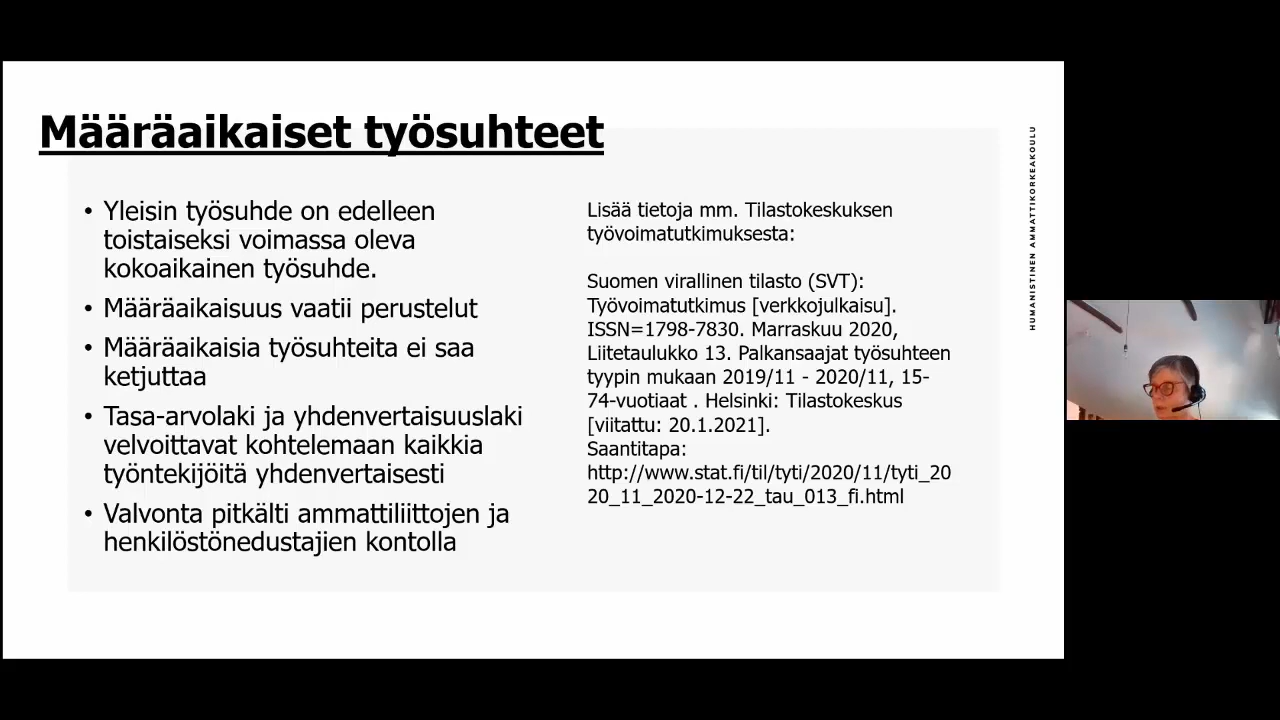 Määräaikaiset työsuhteet
• Yleisin työsuhde on edelleen
toistaiseksi voimassa oleva
kokoaikainen työsuhde.
• Määräaikaisuus vaatii perustelut
• Määräaikaisia työsuhteita ei saa
ketjuttaa
• Tasa-arvolaki ja yhdenvertaisuuslaki
velvoittavat kohtelemaan kaikkia
työntekijöitä yhdenvertaisesti
• Valvonta pitkälti ammattiliittojen ja
henkilöstönedustajien kontolla
Lisää tietoja mm. Tilastokeskuksen
työvoimatutkimuksesta:
Suomen virallinen tilasto (SVT):
Työvoimatutkimus [verkkojulkaisu].
ISSN=1798-7830. Marraskuu 2020,
Liitetaulukko 13. Palkansaajat työsuhteen
tyypin mukaan 2019/11 - 2020/11, 15-
74-vuotiaat . Helsinki: Tilastokeskus
[viitattu: 20.1.2021].
Saantitapa:
http://www.stat.fi/til/tyti/2020/11/tyti_20
20_11_2020-12-22_tau_013_fi.html
HUMANISTINEN AMMATTIKORKEAKOULU